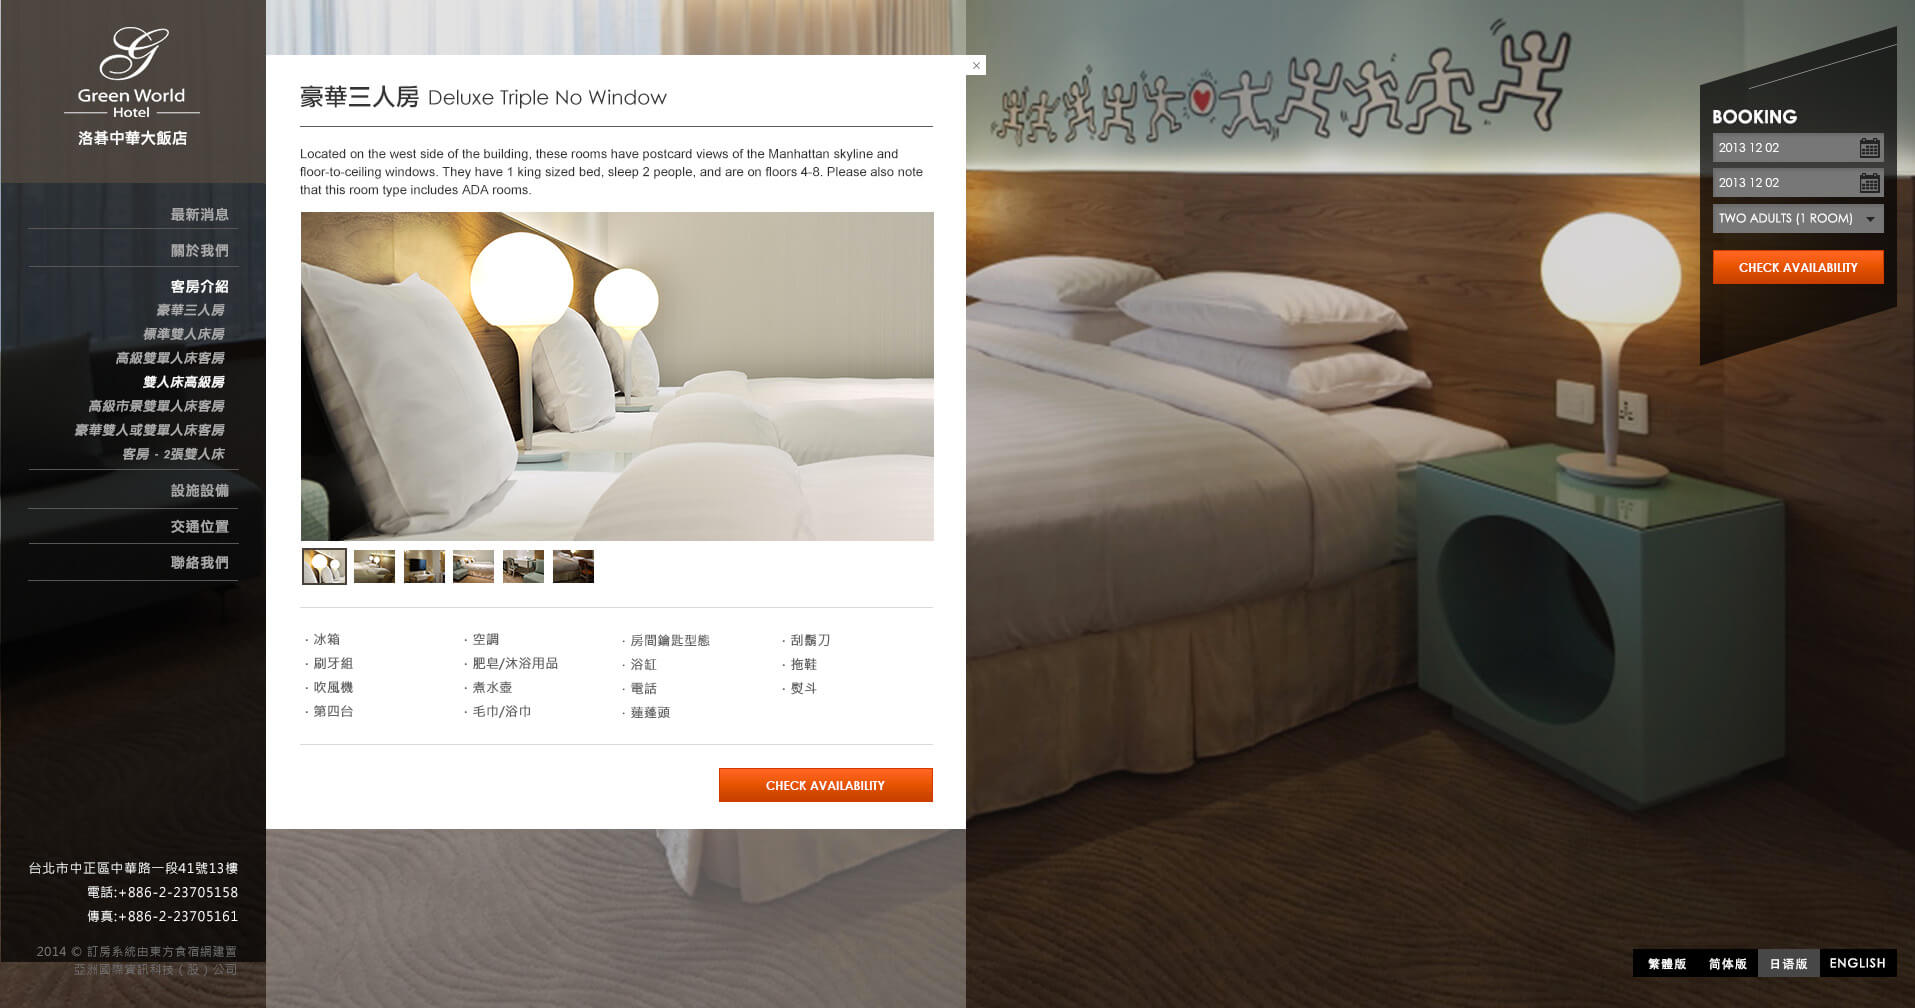 G
Green World
Hotel
洛碁中華大飯店
最新消息
關於我們
客房介紹
豪華三人房
標準雙人床房
高級雙單人床客房
雙人床高級房
高級市景雙單人床客房
豪華雙人或雙單人床客房
客房 - 2張雙人床
設施設備
交通位置
聯絡我們
台北市中正區中華路一段41號13樓
電話:+886-2-23705158
傳真:+886-2-23705161
2014 © 訂房系統由東方食宿網建置
亞洲國際資訊科技（股）公司
×
豪華三人房 Deluxe Triple No Window
Located on the west side of the building, these rooms have postcard views of the Manhattan skyline and
floor-to-ceiling windows. They have 1 king sized bed, sleep 2 people, and are on floors 4-8. Please also note
that this room type includes ADA rooms.
· 冰箱
· 刷牙組
· 吹風機
· 第四台
· 空調
· 肥皂/沐浴用品
· 煮水壺
· 毛巾/浴巾
· 房間鑰匙型態
· 浴缸
· 電話
· 蓮蓬頭
· 刮鬍刀
· 拖鞋
· 熨斗
CHECK AVAILABILITY
BOOKING
2013 12 02
2013 12 02
TWO ADULTS (1 ROOM)
CHECK AVAILABILITY
繁體版 简体版 日语版 ENGLISH